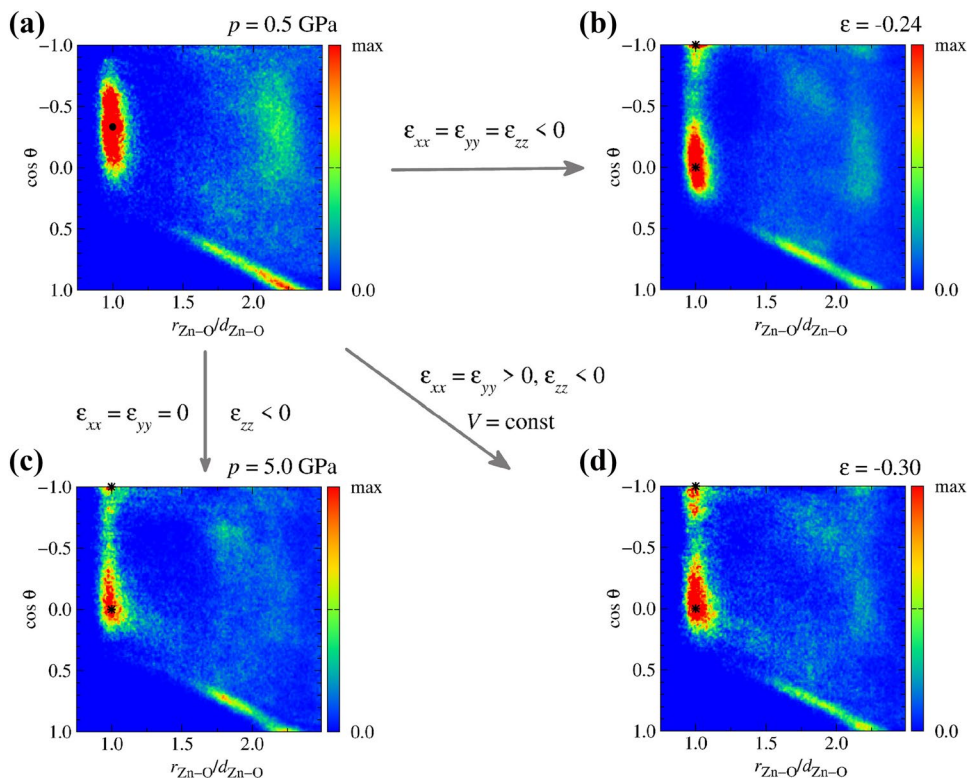 (a)
p = 0.5 GPa
−1.0
−0.5
0.0
0.5
1.0
cos θ
1.0 1.5 2.0
rZn−O/dZn−O
max
0.0
εxx = εyy = εzz < 0
(b)
ε = -0.24
−1.0
−0.5
0.0
0.5
1.0
cos θ
1.0 1.5 2.0
rZn−O/dZn−O
max
0.0
εxx = εyy = 0 εzz < 0
εxx = εyy > 0, εzz < 0
V = const
(c)
p = 5.0 GPa
−1.0
−0.5
0.0
0.5
1.0
cos θ
1.0 1.5 2.0
rZn−O/dZn−O
max
0.0
(d)
ε = -0.30
−1.0
−0.5
0.0
0.5
1.0
cos θ
1.0 1.5 2.0
rZn−O/dZn−O
max
0.0